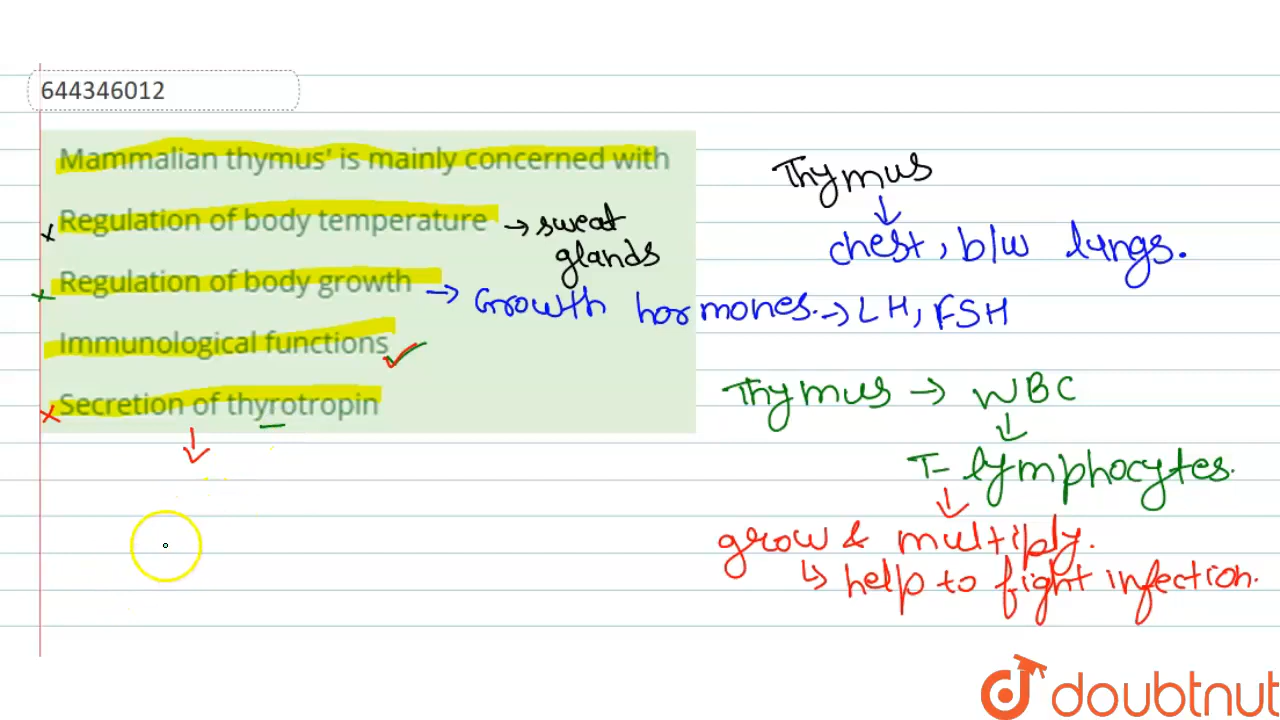 644346012
Mammalian thymus' is mainly concerned with
Regulation of body temperature → sweat
glands
Regulation of body growth → Growth hormones. → LH, FSH
Immunological functions
Secretion of thyrotropin
Thymus
chest, b/w lungs.
Thymus → WBC
T- lymphocytes.
grow & multiply.
↳ help to fight infection.
doubtnut